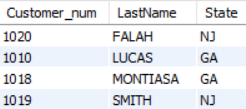 Customer_num LastName State
1020 FALAH NJ
1010 LUCAS GA
1018 MONTIASA GA
1019 SMITH NJ